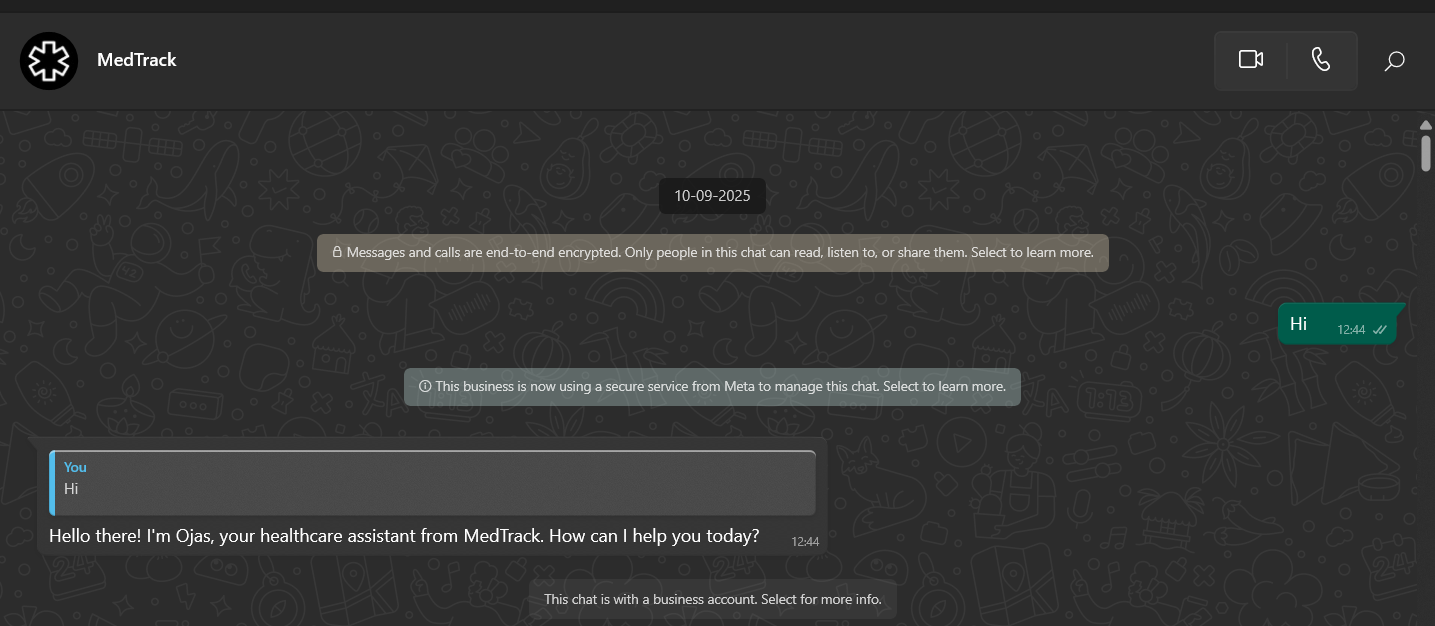 MedTrack
10-09-2025
Messages and calls are end-to-end encrypted. Only people in this chat can read, listen to, or share them. Select to learn more.
Hi
12:44
This business is now using a secure service from Meta to manage this chat. Select to learn more.
You
Hi
Hello there! I'm Ojas, your healthcare assistant from MedTrack. How can I help you today?
12:44
This chat is with a business account. Select for more info.